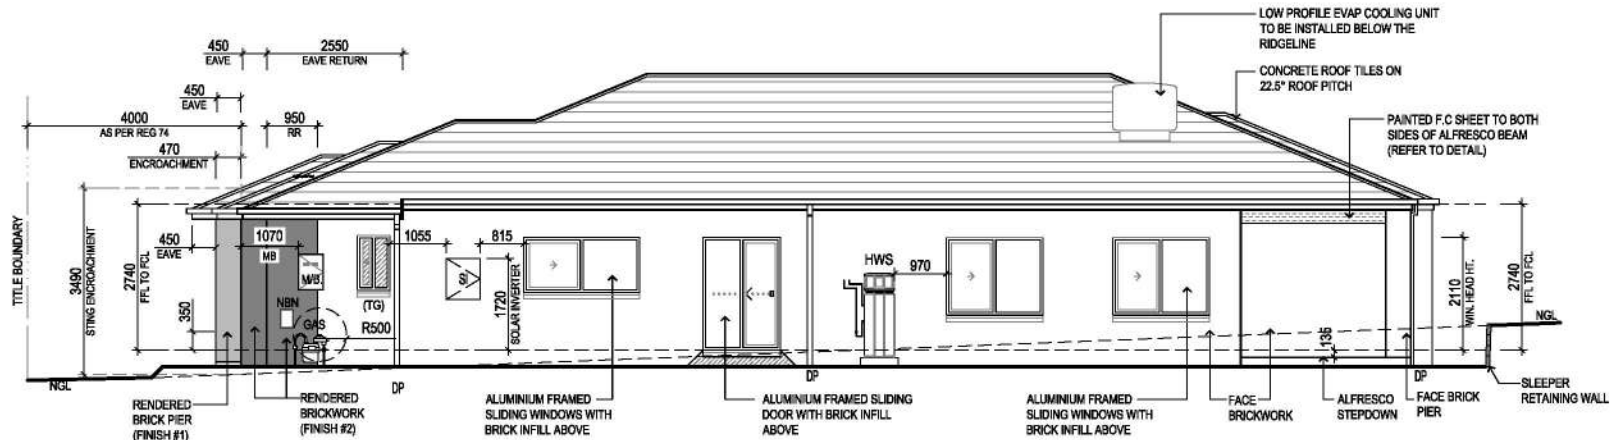 LOW PROFILE EVAP COOLING UNIT
TO BE INSTALLED BELOW THE
RIDGELINE
CONCRETE ROOF TILES ON
22.5° ROOF PITCH
PAINTED F.C SHEET TO BOTH
SIDES OF ALFRESCO BEAM
(REFER TO DETAIL)
450
EAVE
2550
EAVE RETURN
450
EAVE
4000
AS PER REG 74
950
RR
470
ENCROACHMENT
TITLE BOUNDARY
3490
STING ENCROACHMENT
2740
FFL TO FCL
450
EAVE
350
1070
MB
M/B
NBN
GAS
(TG)
R500
1055
SI
815
1720
SOLAR INVERTER
HWS
970
135
2110
WIN. HEAD HT.
2740
FFL TO FCL
NGL
NGL
DP
DP
DP
RENDERED
BRICK PIER
(FINISH #1)
RENDERED
BRICKWORK
(FINISH #2)
ALUMINIUM FRAMED
SLIDING WINDOWS WITH
BRICK INFILL ABOVE
ALUMINIUM FRAMED SLIDING
DOOR WITH BRICK INFILL
ABOVE
ALUMINIUM FRAMED
SLIDING WINDOWS WITH
BRICK INFILL ABOVE
FACE
BRICKWORK
ALFRESCO
STEPDOWN
FACE BRICK
PIER
SLEEPER
RETAINING WALL